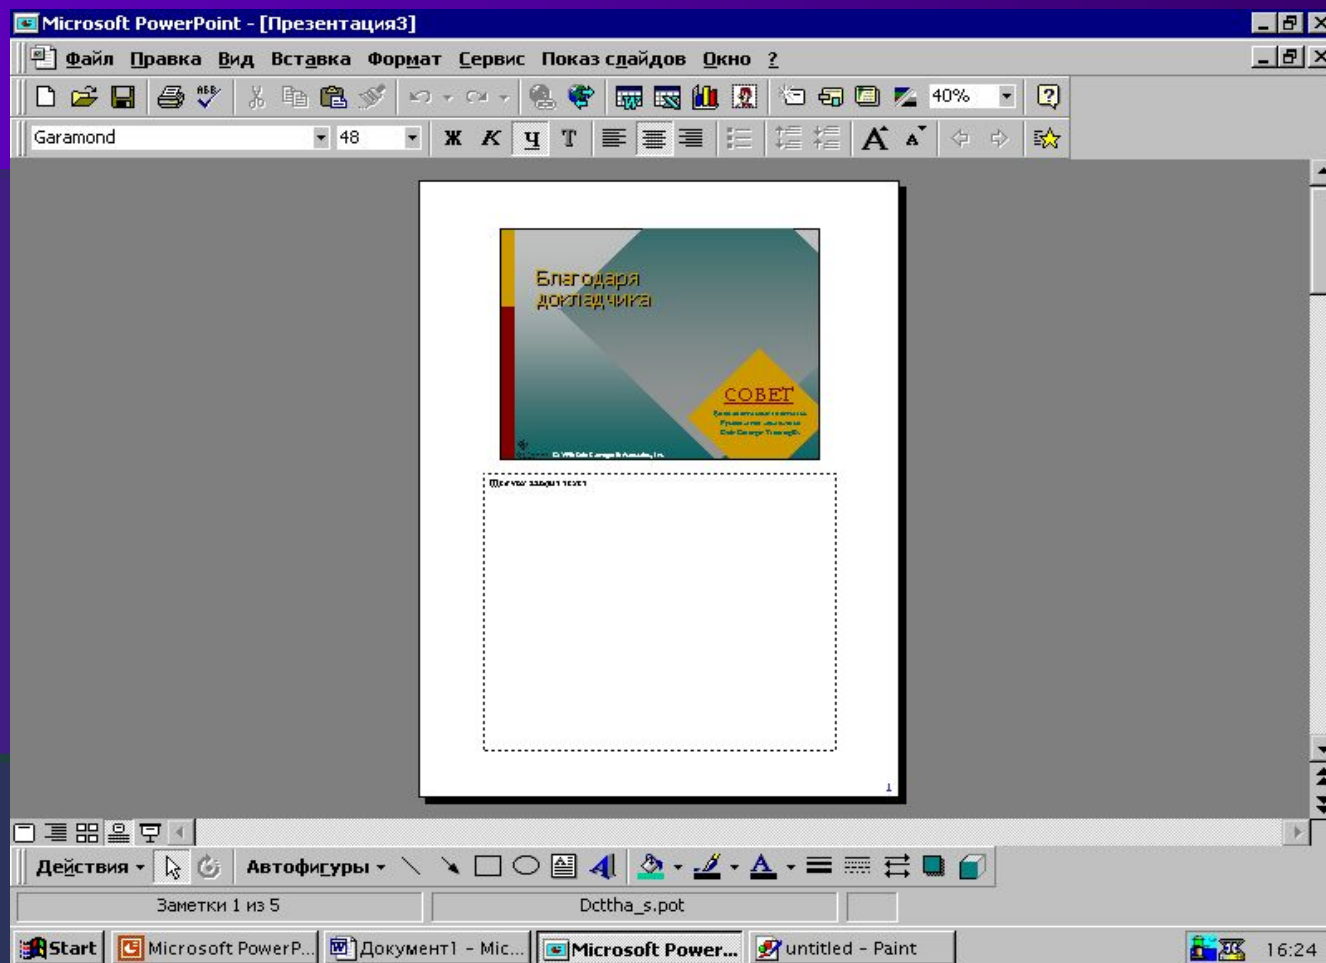 Microsoft PowerPoint - [Презентация3]
Файл Правка Вид Вставка Формат Сервис Показ слайдов Окно ?
40%
Garamond 48 Ж К Ч Т
Благодаря
докладчика
СОВЕТ
1
Действия Автофигуры
Заметки 1 из 5 Dcttha_s.pot
Start Microsoft PowerP... Документ1 - Mic... Microsoft Power... untitled - Paint 16:24